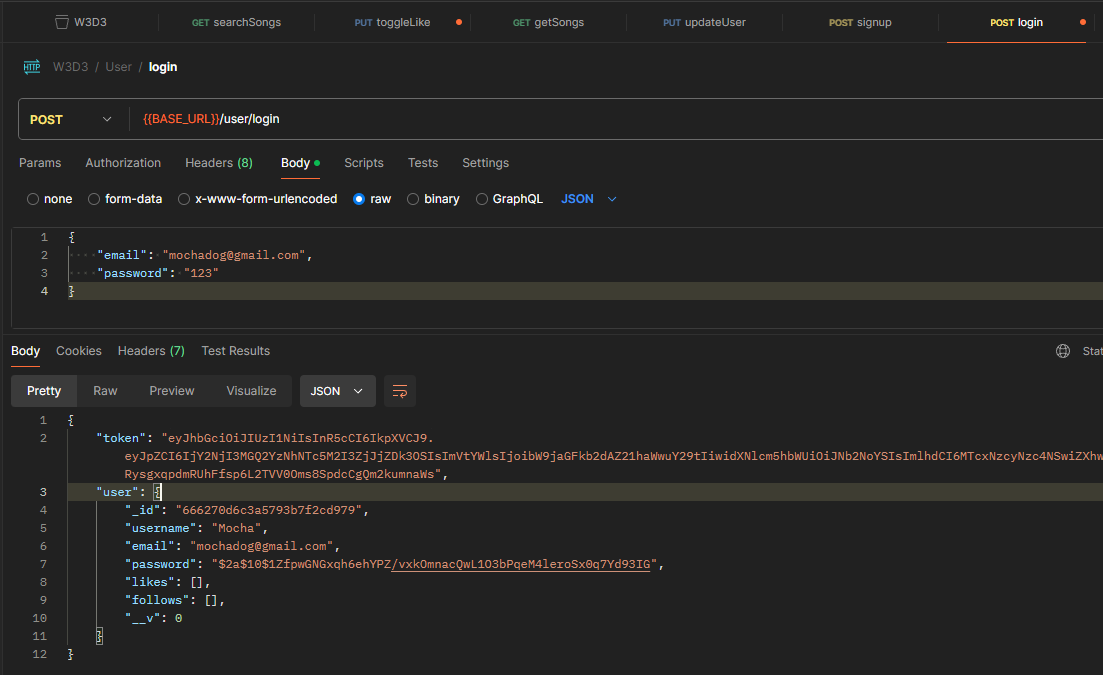 W3D3 GET searchSongs PUT toggleLike GET getSongs PUT updateUser POST signup POST login
HTTP W3D3 / User / login
POST {{BASE_URL}}/user/login
Params Authorization Headers (8) Body Scripts Tests Settings
none form-data x-www-form-urlencoded raw binary GraphQL JSON
1 {
2 "email": "mochadog@gmail.com",
3 "password": "123"
4 }
Body Cookies Headers (7) Test Results Stat
Pretty Raw Preview Visualize JSON
1 {
2 "token": "eyJhbGciOiJIUzI1NiIsInR5cCI6IkpXVCJ9.
eyJpZCI6IjY2NjI3MGQ2YzNhNTc5M2I3ZjJjZDk3OSIsImVtYWlsIjoibW9jaGFkb2dAZ21haWwuY29tIiwidXNlcm5hbWUiOiJNb2NoYSIsImlhdCI6MTcxNzcyNzc4NSwiZXhw
RysgxqpdmRUhFfsp6L2TVV0Oms8SpdcCgQm2kumnaWs",
3 "user": {
4 "_id": "666270d6c3a5793b7f2cd979",
5 "username": "Mocha",
6 "email": "mochadog@gmail.com",
7 "password": "$2a$10$1ZfpwGNGxqh6ehYPZ/vxkOmnacQwL1O3bPqeM4leroSx0q7Yd93IG",
8 "likes": [],
9 "follows": [],
10 "__v": 0
11 }
12 }